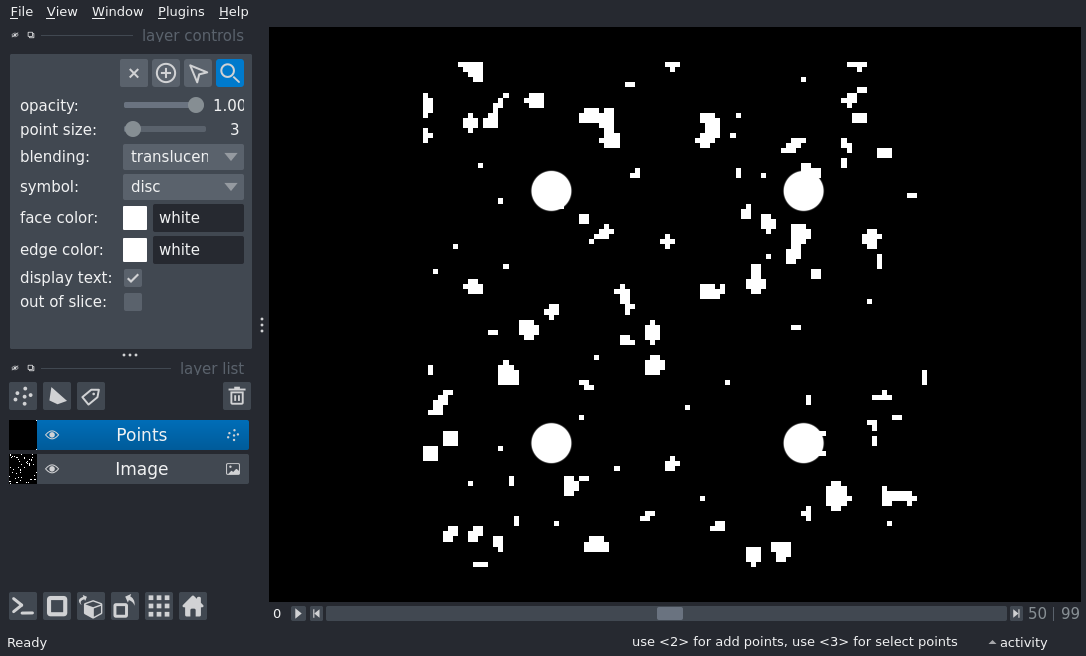 File View Window Plugins Help
layer controls
opacity: 1.00
point size: 3
blending: translucen
symbol: disc
face color: white
edge color: white
display text:
out of slice:
layer list
Points
Image
0 50 99
Ready use <2> for add points, use <3> for select points activity